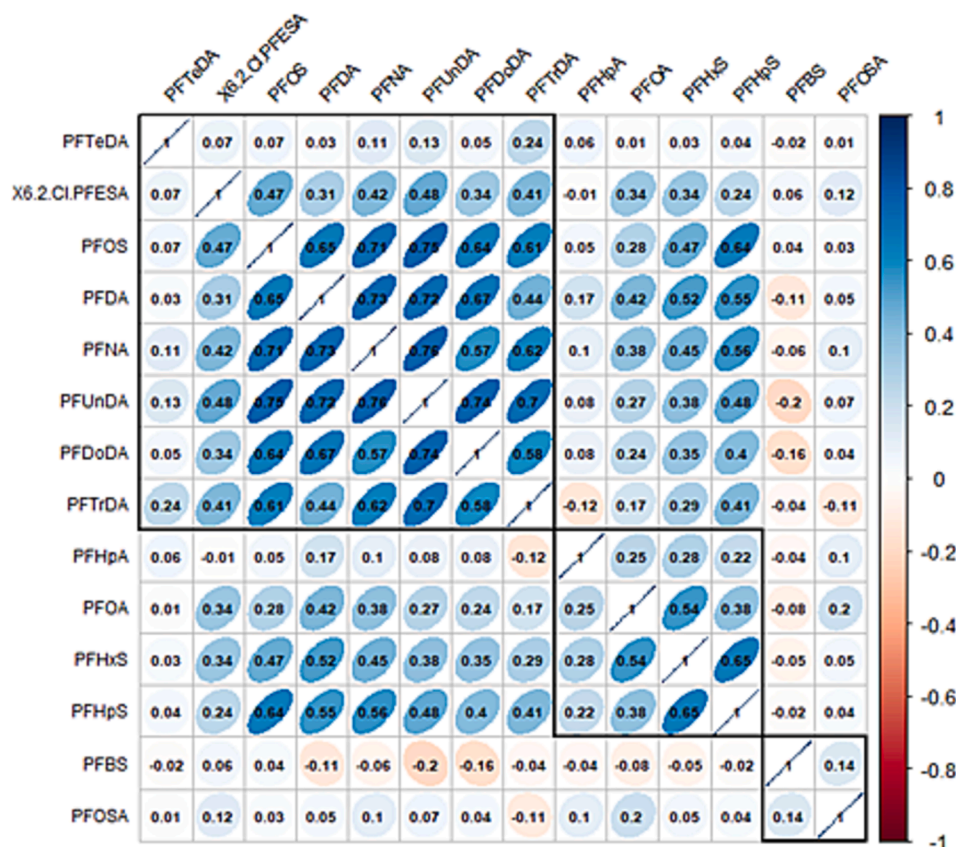 PFTeDA X6.2.Cl.PFESA PFOS PFDA PFNA PFUnDA PFDoDA PFTrDA PFHpA PFOA PFHxS PFHpS PFBS PFOSA
PFTeDA 1 0.07 0.07 0.03 0.11 0.13 0.05 0.24 0.06 0.01 0.03 0.04 -0.02 0.01
X6.2.Cl.PFESA 0.07 1 0.47 0.31 0.42 0.48 0.34 0.41 -0.01 0.34 0.34 0.24 0.06 0.12
PFOS 0.07 0.47 1 0.65 0.71 0.75 0.64 0.61 0.05 0.28 0.47 0.64 0.04 0.03
PFDA 0.03 0.31 0.65 1 0.73 0.72 0.67 0.44 0.17 0.42 0.52 0.55 -0.11 0.05
PFNA 0.11 0.42 0.71 0.73 1 0.76 0.57 0.62 0.1 0.38 0.45 0.56 -0.06 0.1
PFUnDA 0.13 0.48 0.75 0.72 0.76 1 0.74 0.7 0.08 0.27 0.38 0.48 -0.2 0.07
PFDoDA 0.05 0.34 0.64 0.67 0.57 0.74 1 0.58 0.08 0.24 0.35 0.4 -0.16 0.04
PFTrDA 0.24 0.41 0.61 0.44 0.62 0.7 0.58 1 -0.12 0.17 0.29 0.41 -0.04 -0.11
PFHpA 0.06 -0.01 0.05 0.17 0.1 0.08 0.08 -0.12 1 0.25 0.28 0.22 -0.04 0.1
PFOA 0.01 0.34 0.28 0.42 0.38 0.27 0.24 0.17 0.25 1 0.54 0.38 -0.08 0.2
PFHxS 0.03 0.34 0.47 0.52 0.45 0.38 0.35 0.29 0.28 0.54 1 0.65 -0.05 0.05
PFHpS 0.04 0.24 0.64 0.55 0.56 0.48 0.4 0.41 0.22 0.38 0.65 1 -0.02 0.04
PFBS -0.02 0.06 0.04 -0.11 -0.06 -0.2 -0.16 -0.04 -0.04 -0.08 -0.05 -0.02 1 0.14
PFOSA 0.01 0.12 0.03 0.05 0.1 0.07 0.04 -0.11 0.1 0.2 0.05 0.04 0.14 1
1
0.8
0.6
0.4
0.2
0
-0.2
-0.4
-0.6
-0.8
-1